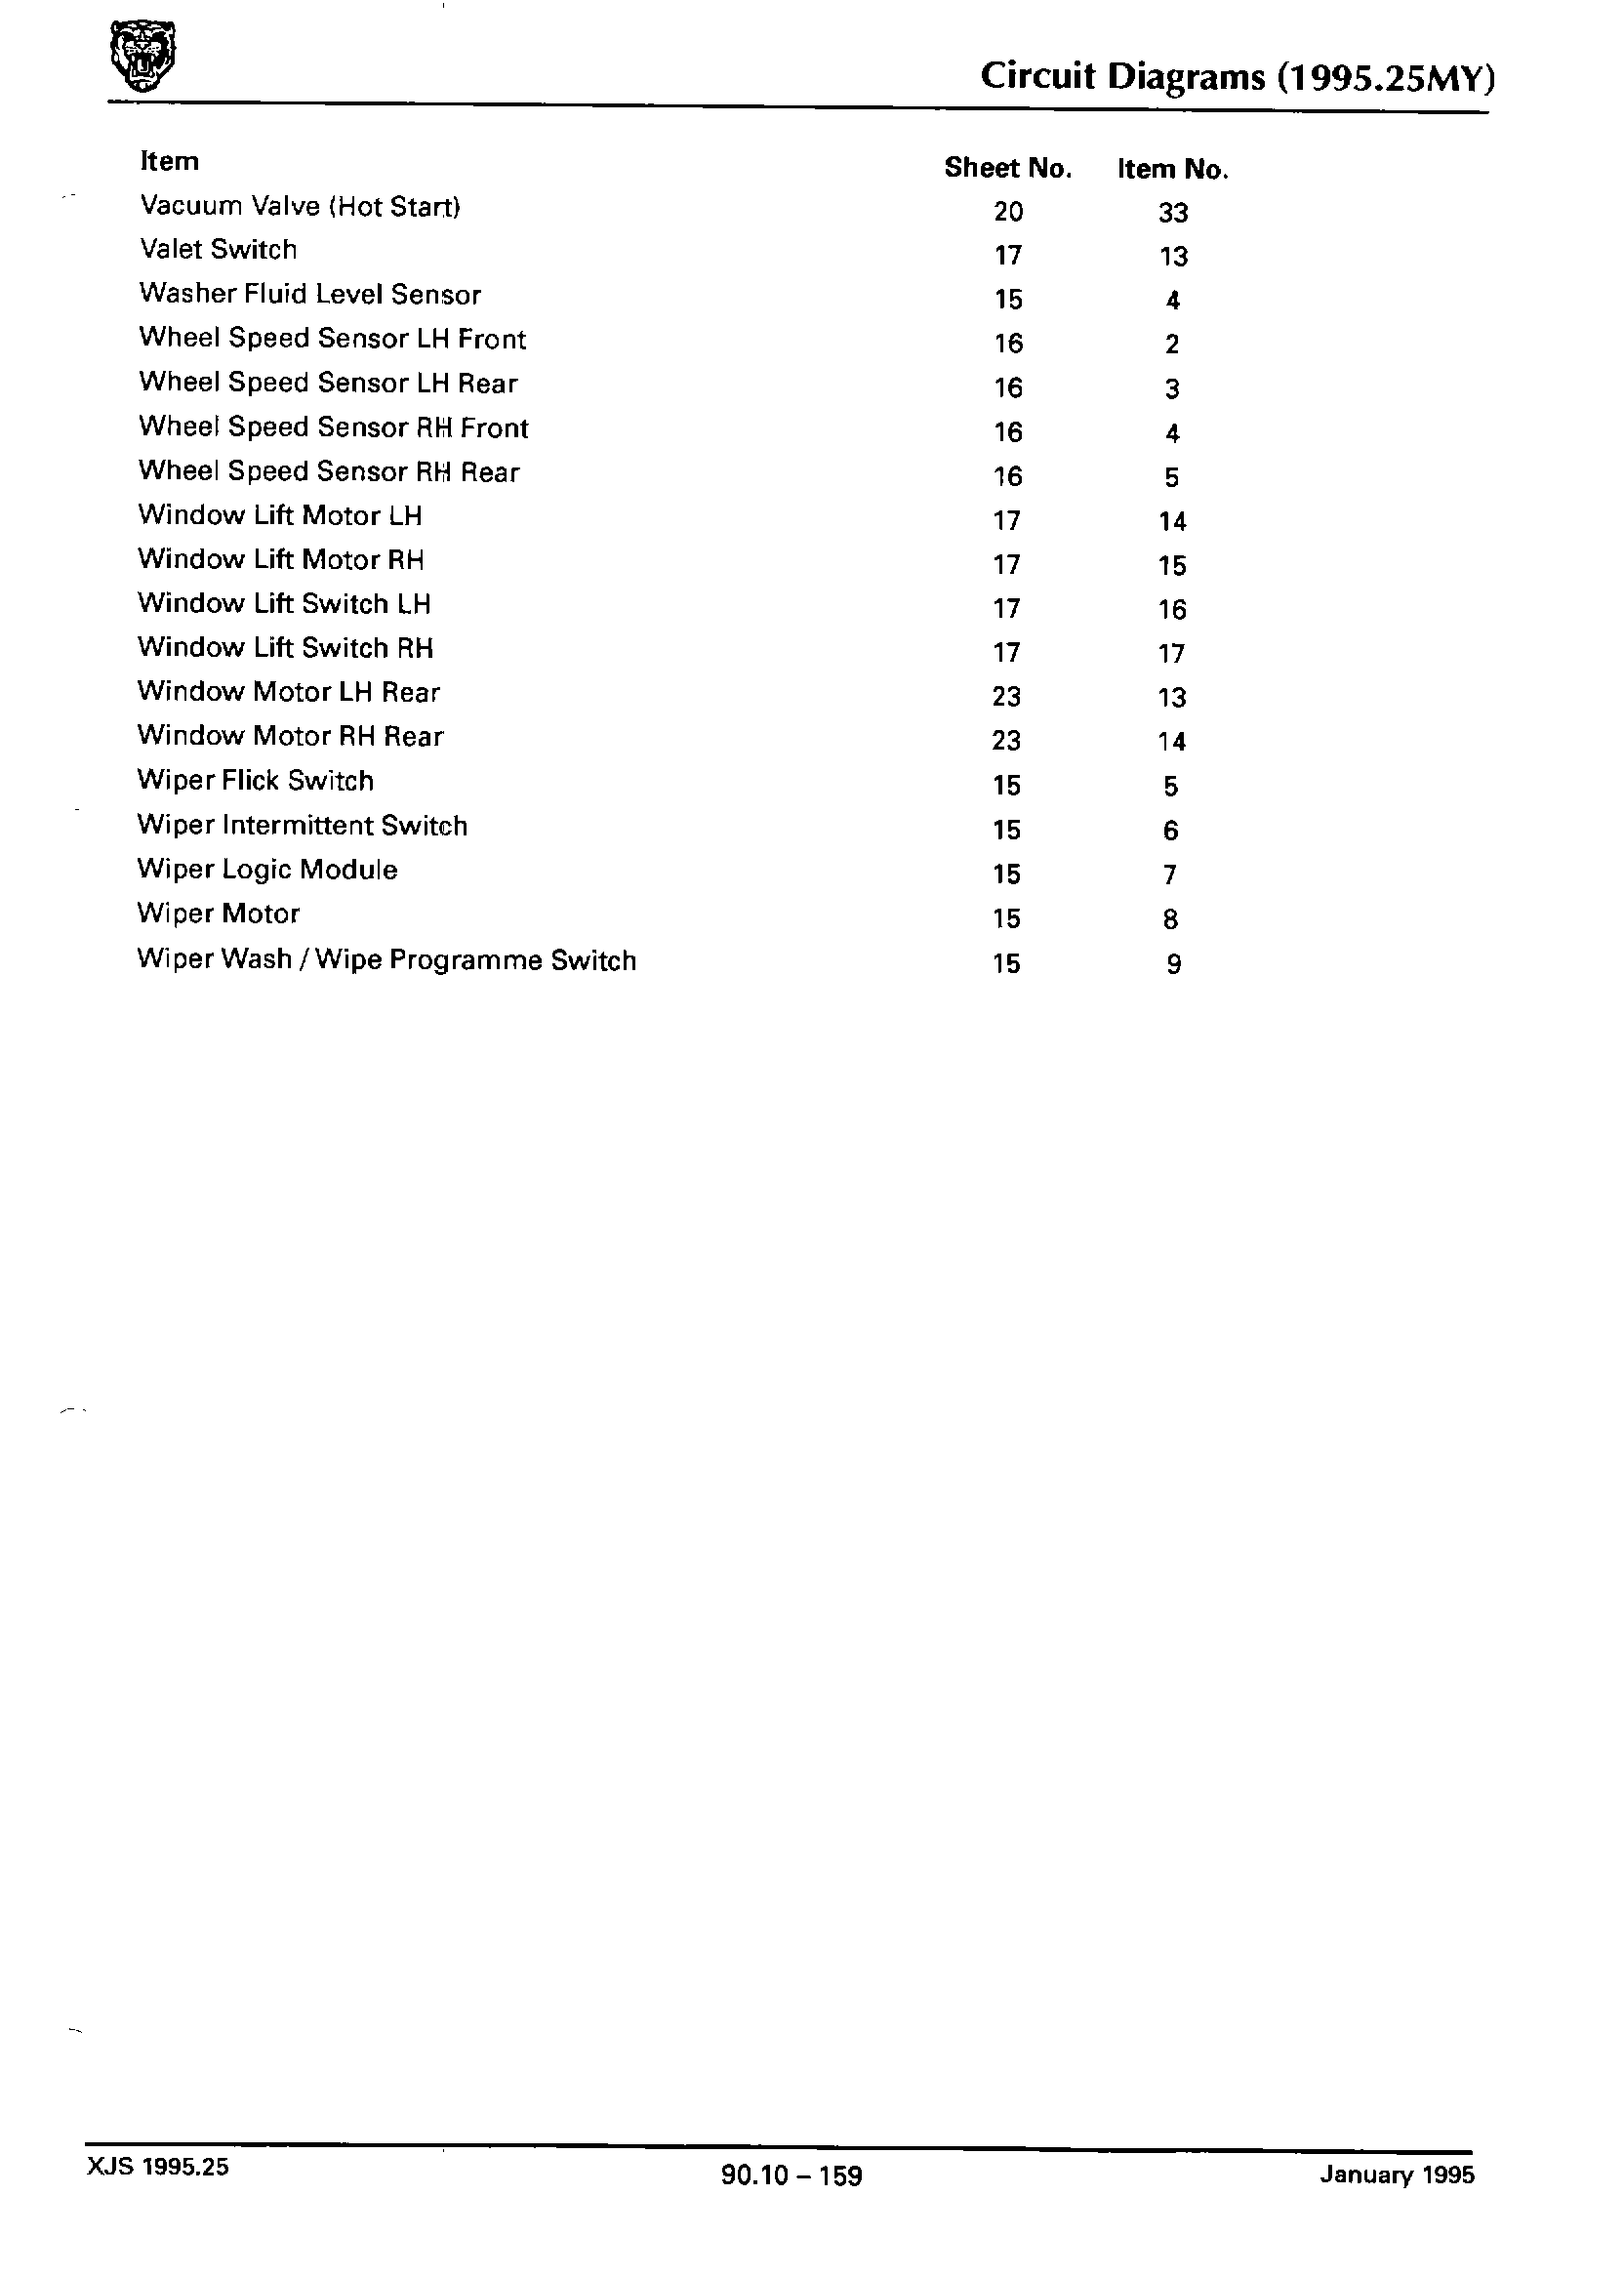 Circuit Diagrams (1995.25MY)
Item Sheet No. Item No.
Vacuum Valve (Hot Start) 20 33
Valet Switch 17 13
Washer Fluid Level Sensor 15 4
Wheel Speed Sensor LH Front 16 2
Wheel Speed Sensor LH Rear 16 3
Wheel Speed Sensor RH Front 16 4
Wheel Speed Sensor RH Rear 16 5
Window Lift Motor LH 17 14
Window Lift Motor RH 17 15
Window Lift Switch LH 17 16
Window Lift Switch RH 17 17
Window Motor LH Rear 23 13
Window Motor RH Rear 23 14
Wiper Flick Switch 15 5
Wiper Intermittent Switch 15 6
Wiper Logic Module 15 7
Wiper Motor 15 8
Wiper Wash / Wipe Programme Switch 15 9
XJS 1995.25 90.10 – 159 January 1995